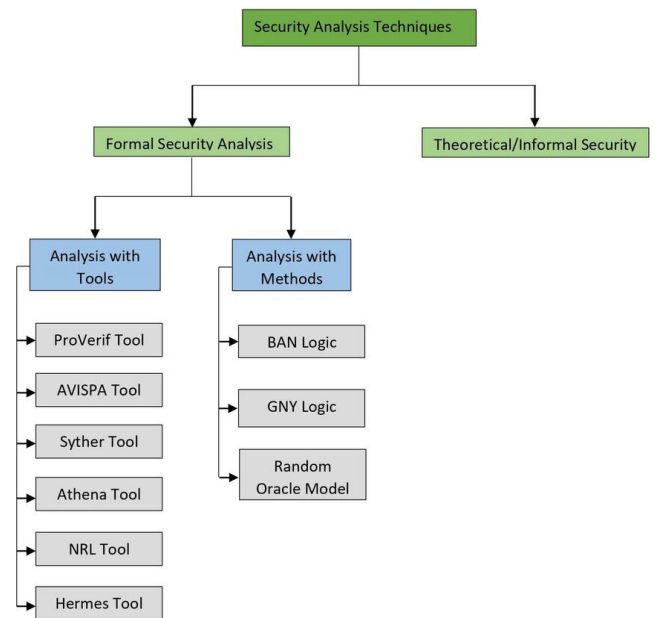 Security Analysis Techniques
Formal Security Analysis
Theoretical/Informal Security
Analysis with
Tools
Analysis with
Methods
ProVerif Tool
AVISPA Tool
Syther Tool
Athena Tool
NRL Tool
Hermes Tool
BAN Logic
GNY Logic
Random
Oracle Model